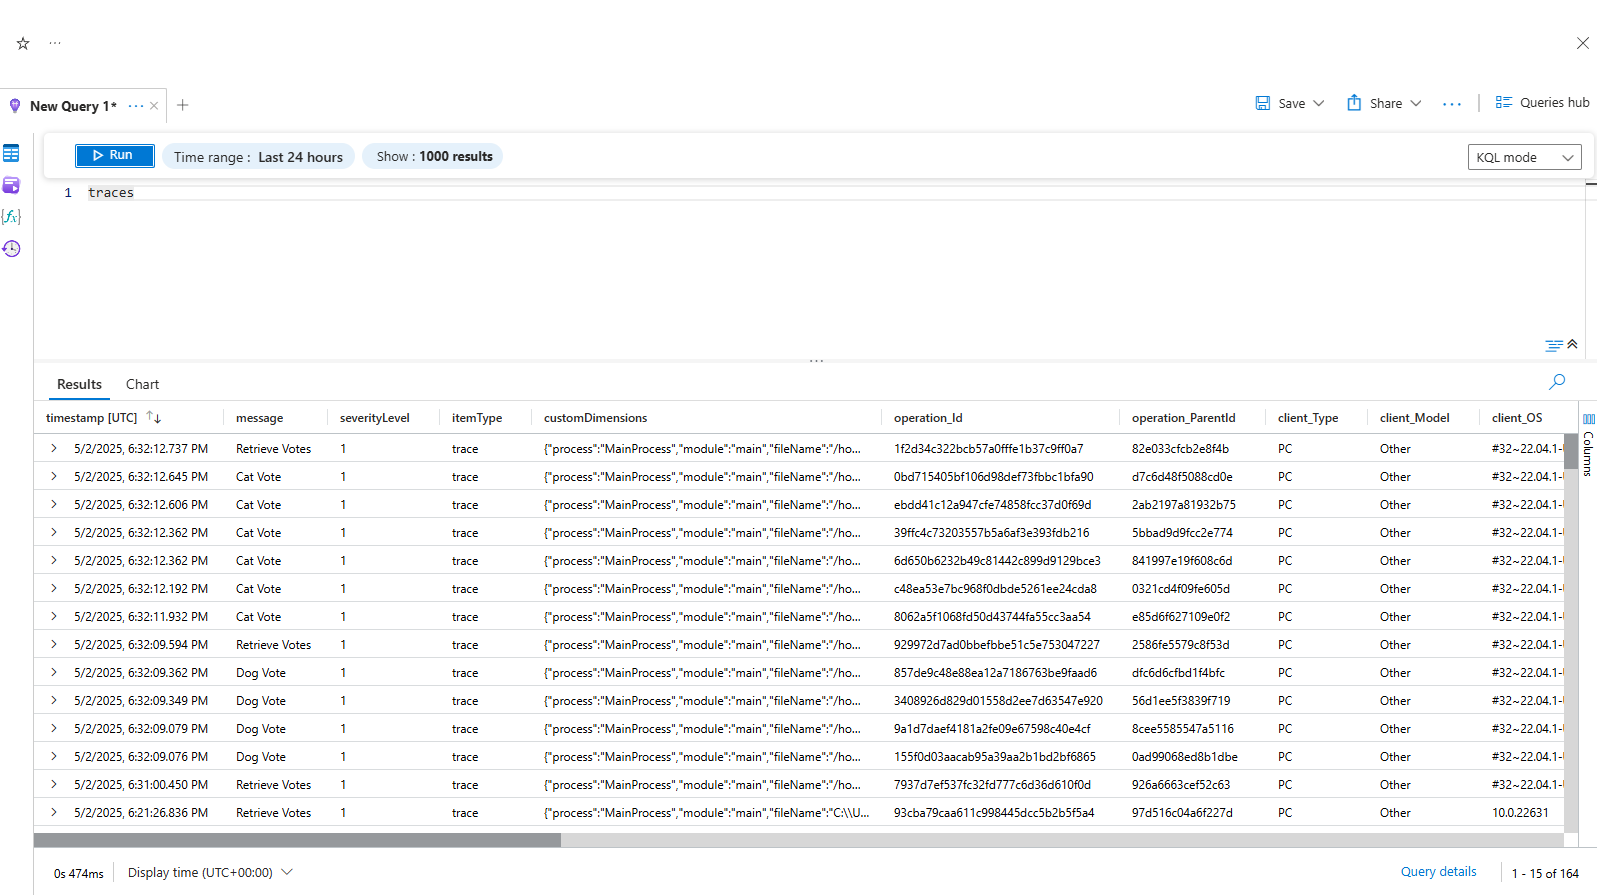 New Query 1* ··· × +
Save Share ··· Queries hub
Run Time range : Last 24 hours Show : 1000 results KQL mode
1 traces
Results Chart
timestamp [UTC] message severityLevel itemType customDimensions operation_Id operation_ParentId client_Type client_Model client_OS
5/2/2025, 6:32:12.737 PM Retrieve Votes 1 trace {"process":"MainProcess","module":"main","fileName":"/ho... 1f2d34c322bcb57a0fffe1b37c9ff0a7 82e033cfcb2e8f4b PC Other #32~22.04.1-
5/2/2025, 6:32:12.645 PM Cat Vote 1 trace {"process":"MainProcess","module":"main","fileName":"/ho... 0bd715405bf106d98def73fbbc1bfa90 d7c6d48f5088cd0e PC Other #32~22.04.1-
5/2/2025, 6:32:12.606 PM Cat Vote 1 trace {"process":"MainProcess","module":"main","fileName":"/ho... ebdd41c12a947cfe74858fcc37d0f69d 2ab2197a81932b75 PC Other #32~22.04.1-
5/2/2025, 6:32:12.362 PM Cat Vote 1 trace {"process":"MainProcess","module":"main","fileName":"/ho... 39ffc4c73203557b5a6af3e393fdb216 5bbad9d9fcc2e774 PC Other #32~22.04.1-
5/2/2025, 6:32:12.362 PM Cat Vote 1 trace {"process":"MainProcess","module":"main","fileName":"/ho... 6d650b6232b49c81442c899d9129bce3 841997e19f608c6d PC Other #32~22.04.1-
5/2/2025, 6:32:12.192 PM Cat Vote 1 trace {"process":"MainProcess","module":"main","fileName":"/ho... c48ea53e7bc968f0dbde5261ee24cda8 0321cd4f09fe605d PC Other #32~22.04.1-
5/2/2025, 6:32:11.932 PM Cat Vote 1 trace {"process":"MainProcess","module":"main","fileName":"/ho... 8062a5f1068fd50d43744fa55cc3aa54 e85d6f627109e0f2 PC Other #32~22.04.1-
5/2/2025, 6:32:09.594 PM Retrieve Votes 1 trace {"process":"MainProcess","module":"main","fileName":"/ho... 929972d7ad0bbefbbe51c5e753047227 2586fe5579c8f53d PC Other #32~22.04.1-
5/2/2025, 6:32:09.362 PM Dog Vote 1 trace {"process":"MainProcess","module":"main","fileName":"/ho... 857de9c48e88ea12a7186763be9faad6 dfc6d6cfbd1f4bfc PC Other #32~22.04.1-
5/2/2025, 6:32:09.349 PM Dog Vote 1 trace {"process":"MainProcess","module":"main","fileName":"/ho... 3408926d829d01558d2ee7d63547e920 56d1ee5f3839f719 PC Other #32~22.04.1-
5/2/2025, 6:32:09.079 PM Dog Vote 1 trace {"process":"MainProcess","module":"main","fileName":"/ho... 9a1d7daef4181a2fe09e67598c40e4cf 8cee5585547a5116 PC Other #32~22.04.1-
5/2/2025, 6:32:09.076 PM Dog Vote 1 trace {"process":"MainProcess","module":"main","fileName":"/ho... 155f0d03aacab95a39aa2b1bd2bf6865 0ad99068ed8b1dbe PC Other #32~22.04.1-
5/2/2025, 6:31:00.450 PM Retrieve Votes 1 trace {"process":"MainProcess","module":"main","fileName":"/ho... 7937d7ef537fc32fd777c6d36d610f0d 926a6663cef52c63 PC Other #32~22.04.1-
5/2/2025, 6:21:26.836 PM Retrieve Votes 1 trace {"process":"MainProcess","module":"main","fileName":"C:\\U... 93cba79caa611c998445dcc5b2b5f5a4 97d516c04a6f227d PC Other 10.0.22631
Columns
0s 474ms Display time (UTC+00:00) Query details 1 - 15 of 164